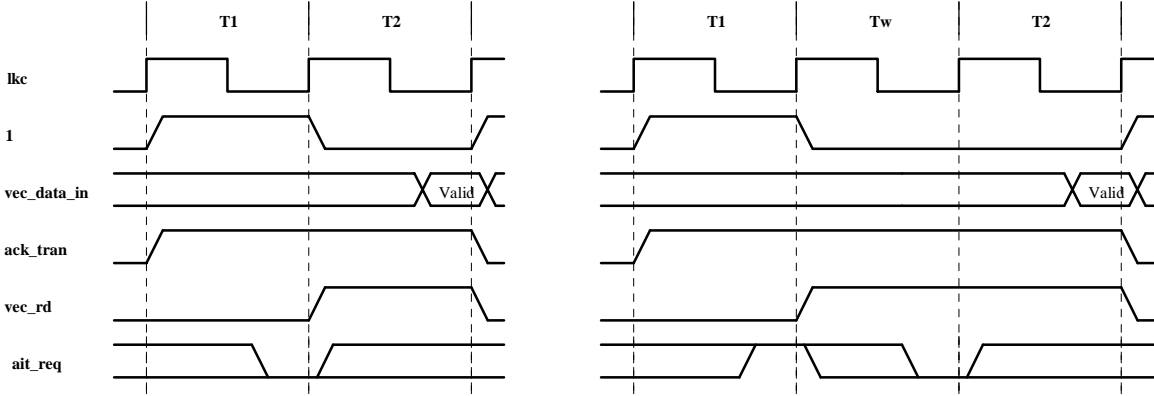 T1 T2 T1 Tw T2
lkc
1
vec_data_in Valid Valid
ack_tran
vec_rd
ait_req